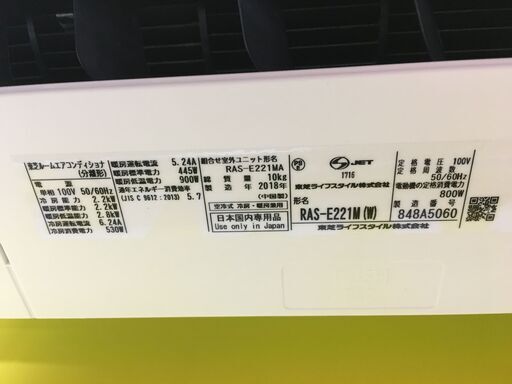 東芝ルームエアコンディショナ
(分離形)
電源
単相 100V 50/60Hz
冷房能力 2.2kW
暖房標準能力 2.2kW
暖房低温能力 2.8kW
冷房運転電流 6.24A
冷房消費電力 530W
暖房運転電流 5.24A
暖房標準電力 445W
暖房低温電力 900W
通年エネルギー消費効率
(JIS C 9612:2013) 5.7
組合せ室外ユニット形名
RAS-E221MA
総質量 10kg
製造年 2018年
(中国製)
空冷式 冷房・暖房兼用
日本国内専用品
Use only in Japan
PS E
S JET
1716
東芝ライフスタイル株式会社
形名
RAS-E221M(W)
定格電圧 100V
定格周波数
50/60Hz
電動機の定格消費電力
800W
製造番号
848A5060
東芝ライフスタイル株式会社